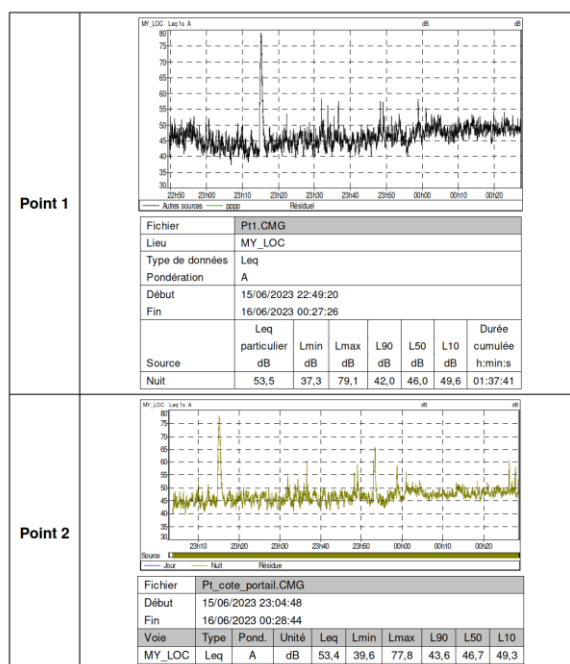 Point 1
MY_LOC Leq 1s A dB dB
80
75
70
65
60
55
50
45
40
35
30
22h50 23h00 23h10 23h20 23h30 23h40 23h50 00h00 00h10 00h20
Autres sources pppp Résiduel
Fichier Pt1.CMG
Lieu MY_LOC
Type de données Leq
Pondération A
Début 15/06/2023 22:49:20
Fin 16/06/2023 00:27:26
Leq Durée
particulier Lmin Lmax L90 L50 L10 cumulée
Source dB dB dB dB dB dB h:min:s
Nuit 53,5 37,3 79,1 42,0 46,0 49,6 01:37:41
Point 2
MY_LOC Leq 1s A dB dB
80
75
70
65
60
55
50
45
40
35
30
23h10 23h20 23h30 23h40 23h50 00h00 00h10 00h20
Source
Jour Nuit Résidue
Fichier Pt_cote_portail.CMG
Début 15/06/2023 23:04:48
Fin 16/06/2023 00:28:44
Voie Type Pond. Unité Leq Lmin Lmax L90 L50 L10
MY_LOC Leq A dB 53,4 39,6 77,8 43,6 46,7 49,3